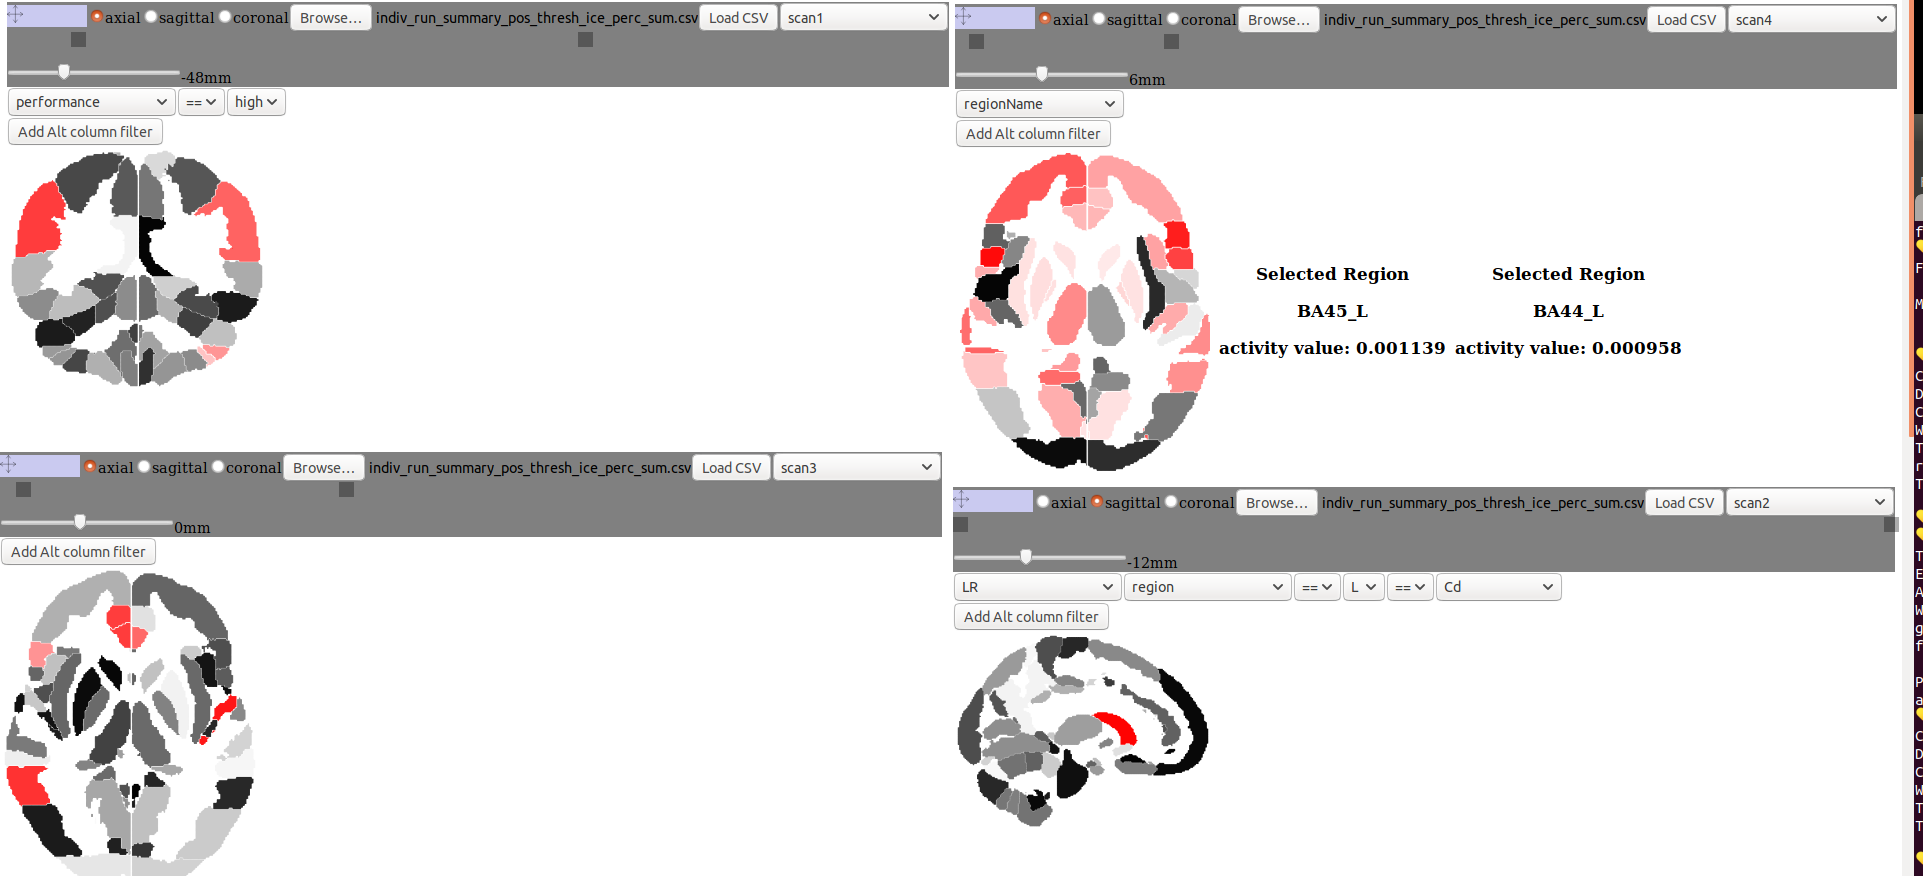 axial sagittal coronal Browse... indiv_run_summary_pos_thresh_ice_perc_sum.csv Load CSV scan1
-48mm
performance == high
Add Alt column filter
axial sagittal coronal Browse... indiv_run_summary_pos_thresh_ice_perc_sum.csv Load CSV scan4
6mm
regionName
Add Alt column filter
Selected Region Selected Region
BA45_L BA44_L
activity value: 0.001139 activity value: 0.000958
axial sagittal coronal Browse... indiv_run_summary_pos_thresh_ice_perc_sum.csv Load CSV scan3
0mm
Add Alt column filter
axial sagittal coronal Browse... indiv_run_summary_pos_thresh_ice_perc_sum.csv Load CSV scan2
-12mm
LR region == L == Cd
Add Alt column filter